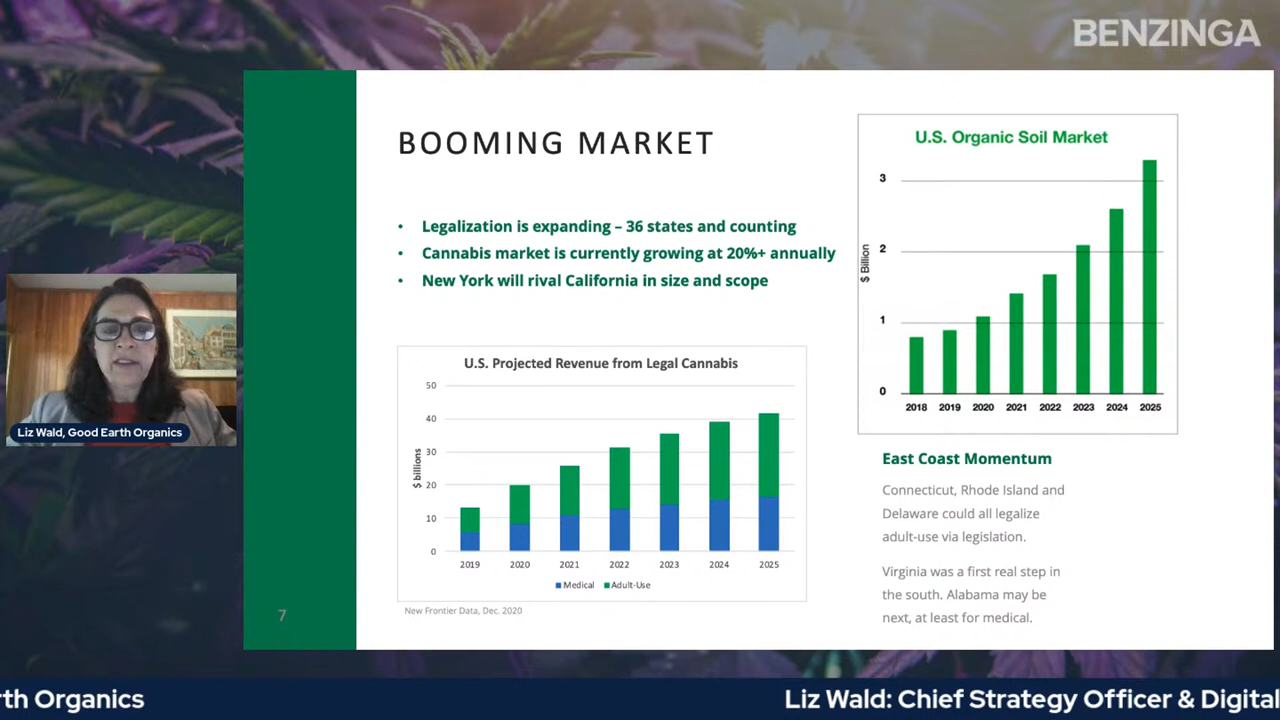 BENZINGA
BOOMING MARKET
• Legalization is expanding – 36 states and counting
• Cannabis market is currently growing at 20%+ annually
• New York will rival California in size and scope
U.S. Projected Revenue from Legal Cannabis
50
40
30
20
10
0
$ billions
2019 2020 2021 2022 2023 2024 2025
Medical Adult-Use
New Frontier Data, Dec. 2020
7
U.S. Organic Soil Market
3
2
1
0
$ Billion
2018 2019 2020 2021 2022 2023 2024 2025
East Coast Momentum
Connecticut, Rhode Island and
Delaware could all legalize
adult-use via legislation.
Virginia was a first real step in
the south. Alabama may be
next, at least for medical.
Liz Wald, Good Earth Organics
rth Organics
Liz Wald: Chief Strategy Officer & Digital